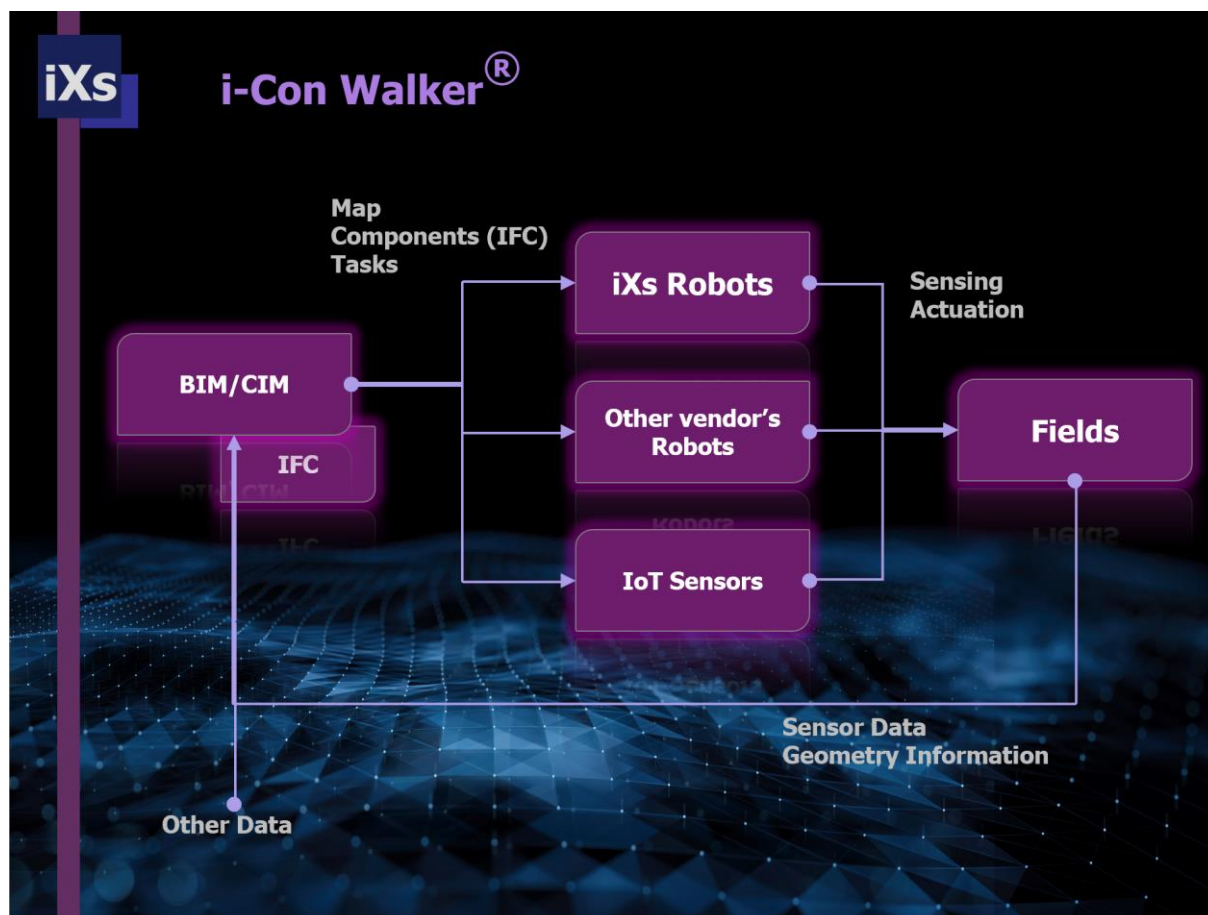 iXs
i-Con Walker®
Map
Components (IFC)
Tasks
iXs Robots
Sensing
Actuation
BIM/CIM
Other vendor's
Robots
Fields
IFC
IoT Sensors
Sensor Data
Geometry Information
Other Data